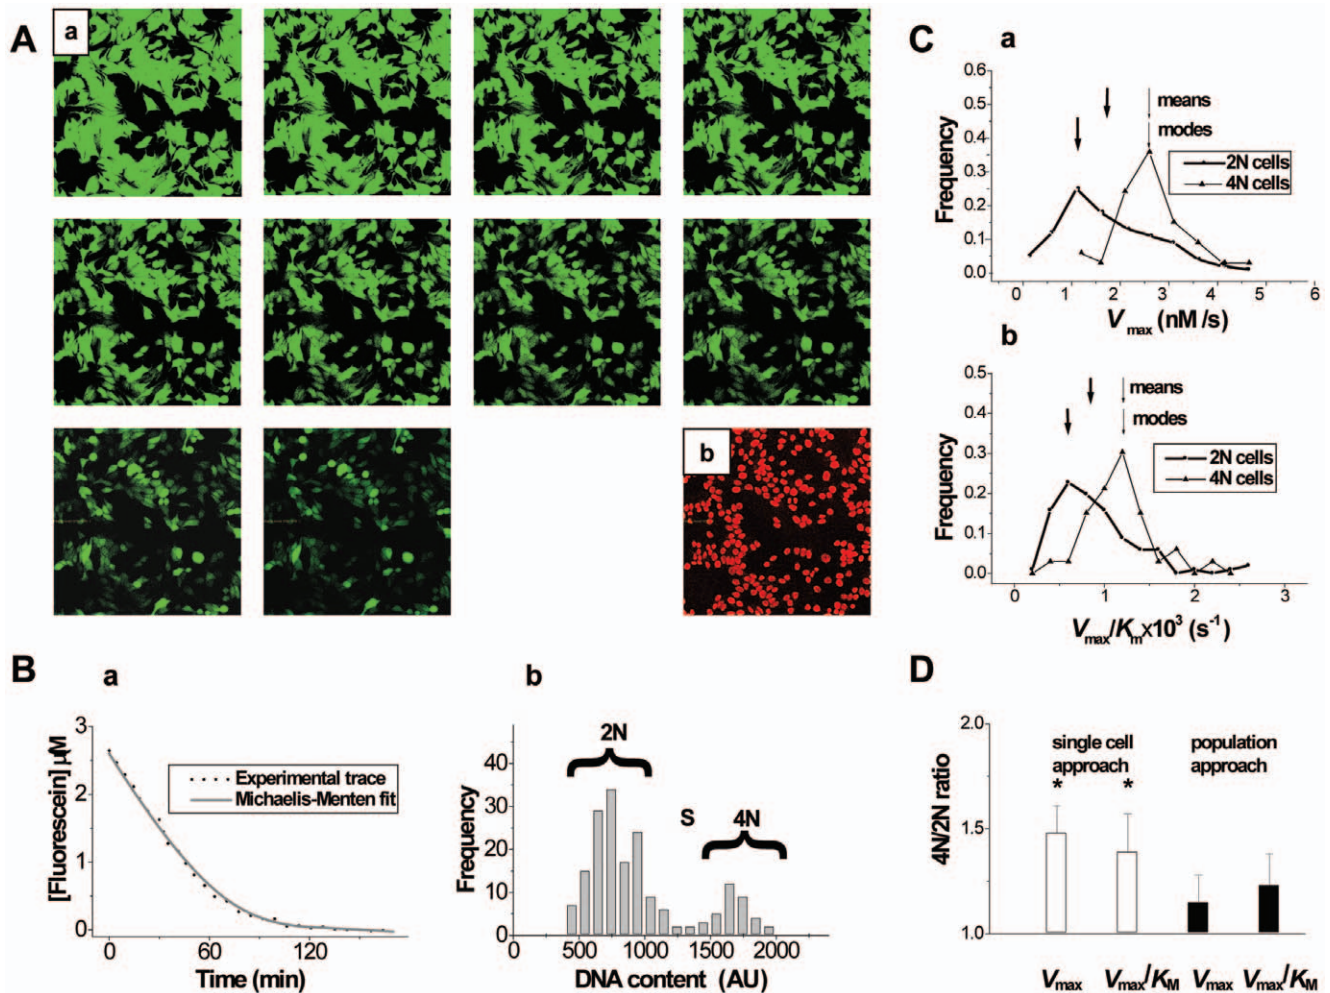 A
a
b
B
a
3
2
1
0
[Fluorescein] μM
Experimental trace
Michaelis-Menten fit
0 60 120
Time (min)
b
40
30
20
10
0
Frequency
2N
S
4N
0 500 1000 1500 2000
DNA content (AU)
C
a
0.6
0.5
0.4
0.3
0.2
0.1
0.0
Frequency
means
modes
2N cells
4N cells
0 1 2 3 4 5 6
Vmax (nM/s)
b
0.5
0.4
0.3
0.2
0.1
0.0
Frequency
means
modes
2N cells
4N cells
0 1 2 3
Vmax/Km×10³ (s⁻¹)
D
2.0
1.5
1.0
4N/2N ratio
single cell
approach
* *
population
approach
Vmax Vmax/KM Vmax Vmax/KM